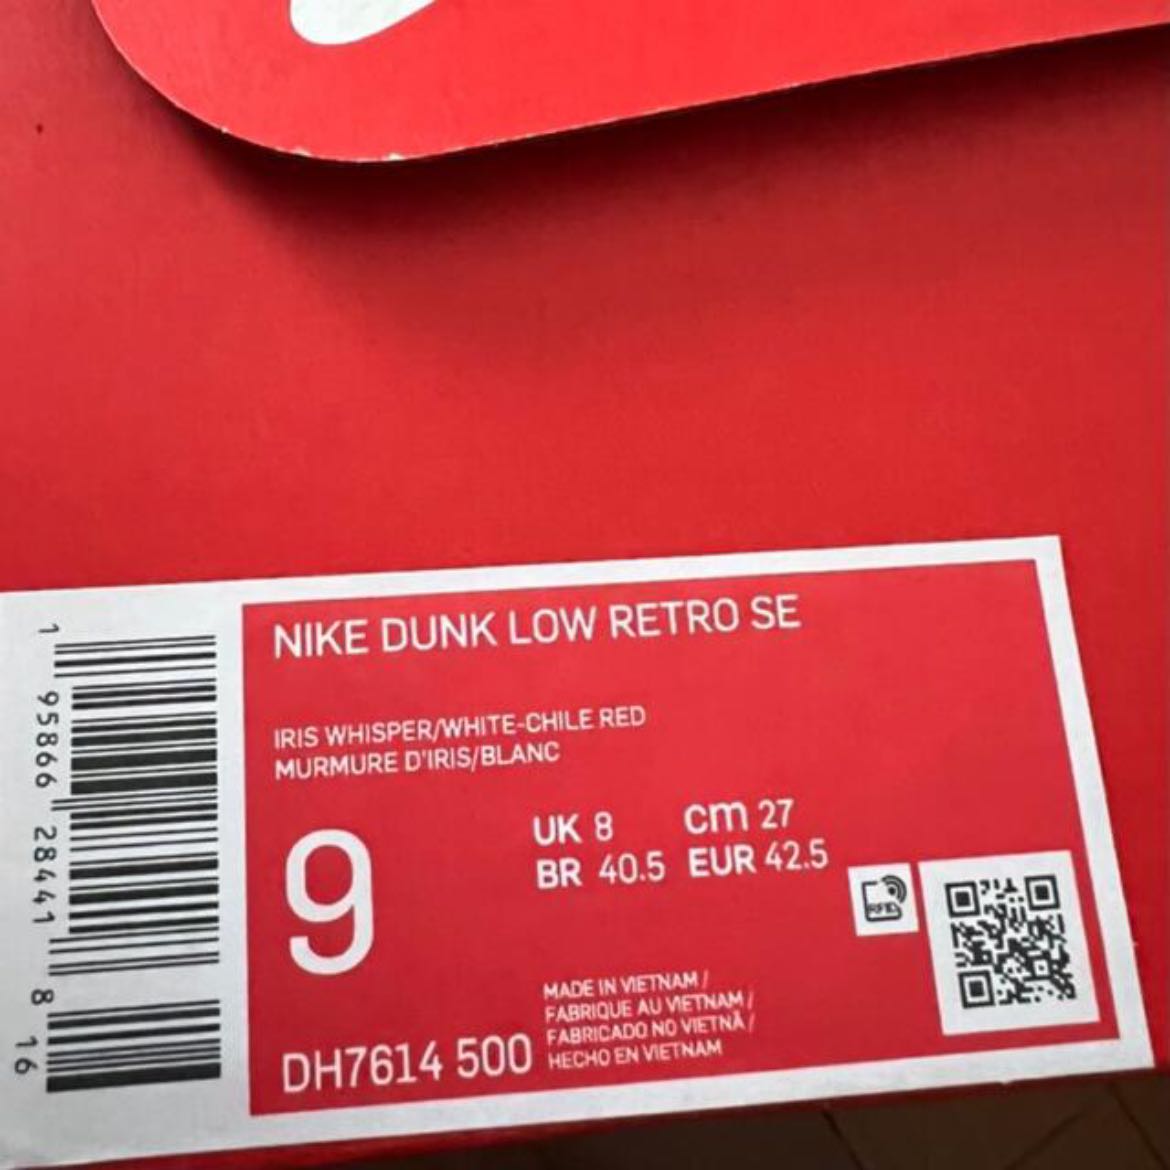 NIKE DUNK LOW RETRO SE
IRIS WHISPER/WHITE-CHILE RED
MURMURE D'IRIS/BLANC
9
UK 8 cm 27
BR 40.5 EUR 42.5
MADE IN VIETNAM /
FABRIQUE AU VIETNAM /
FABRICADO NO VIETNÃ /
HECHO EN VIETNAM
DH7614 500
RFID
1 95866 28441 8 16